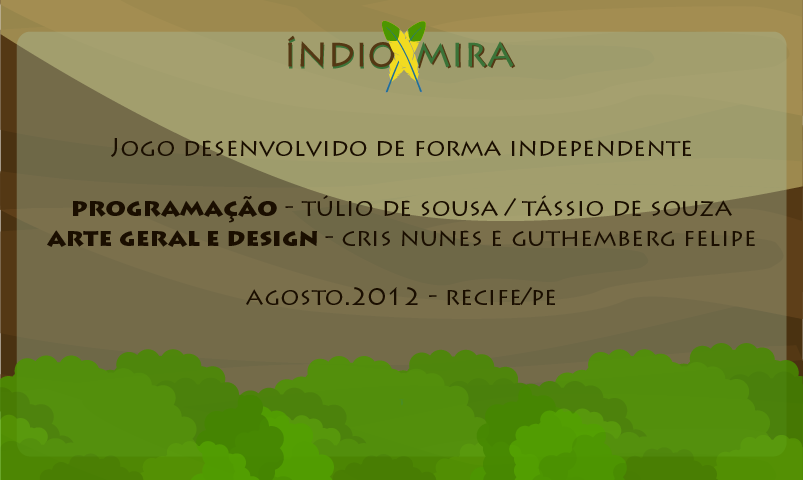 ÍNDIO MIRA
JOGO DESENVOLVIDO DE FORMA INDEPENDENTE
PROGRAMAÇÃO - TÚLIO DE SOUSA / TÁSSIO DE SOUZA
ARTE GERAL E DESIGN - CRIS NUNES E GUTHEMBERG FELIPE
AGOSTO.2012 - RECIFE/PE